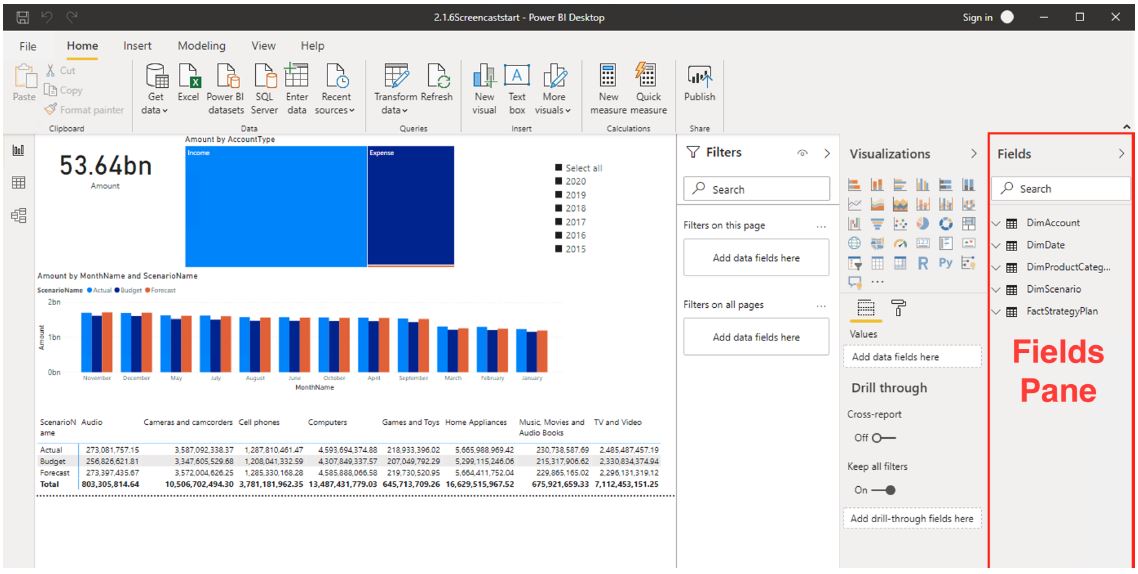 2.1.6Screencaststart - Power BI Desktop
Sign in
File Home Insert Modeling View Help
Paste
Cut
Copy
Format painter
Clipboard
Get data
Excel
Power BI datasets
SQL Server
Enter data
Recent sources
Data
Transform data
Refresh
Queries
New visual
Text box
More visuals
Insert
New measure
Quick measure
Calculations
Publish
Share
53.64bn
Amount
Amount by AccountType
Income
Expense
Select all
2020
2019
2018
2017
2016
2015
Amount by MonthName and ScenarioName
ScenarioName Actual Budget Forecast
2bn
1bn
0bn
Amount
November December May July August June October April September March February January
MonthName
ScenarioName Audio Cameras and camcorders Cell phones Computers Games and Toys Home Appliances Music, Movies and Audio Books TV and Video
Actual 273,081,757.15 3,587,092,338.37 1,287,810,461.47 4,593,694,374.88 218,933,396.02 5,665,988,969.42 230,738,587.69 2,485,487,457.19
Budget 256,826,621.81 3,347,605,529.68 1,208,041,332.59 4,307,849,337.57 207,049,792.29 5,299,115,246.06 215,317,906.62 2,330,834,374.94
Forecast 273,397,435.67 3,572,004,626.25 1,285,330,168.28 4,585,888,066.58 219,730,520.95 5,664,411,752.04 229,865,165.02 2,296,131,319.12
Total 803,305,814.64 10,506,702,494.30 3,781,181,962.35 13,487,431,779.03 645,713,709.26 16,629,515,967.52 675,921,659.33 7,112,453,151.25
Filters
Search
Filters on this page ...
Add data fields here
Filters on all pages ...
Add data fields here
Visualizations
123
R
Py
...
Values
Add data fields here
Drill through
Cross-report
Off
Keep all filters
On
Add drill-through fields here
Fields
Search
DimAccount
DimDate
DimProductCateg...
DimScenario
FactStrategyPlan
Fields
Pane